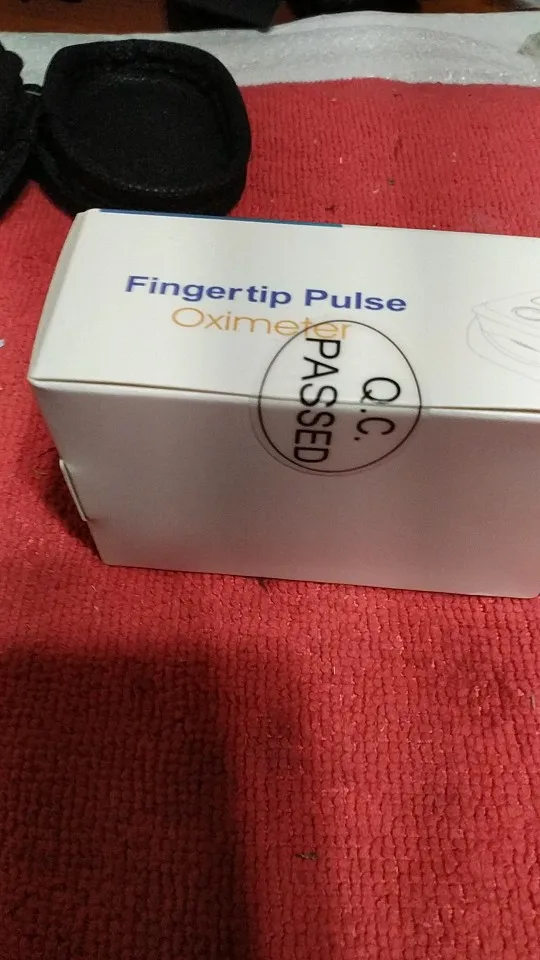 Fingertip Pulse
Oximeter
Q.C.
PASSED